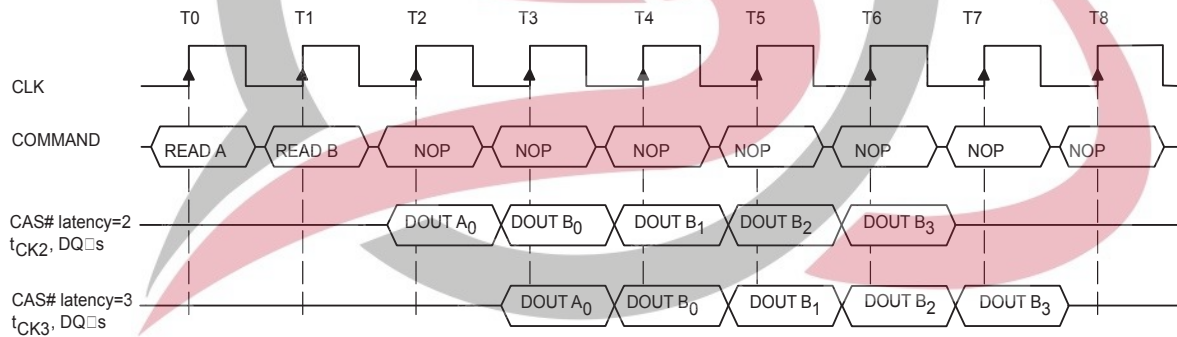 T0 T1 T2 T3 T4 T5 T6 T7 T8
CLK
COMMAND READ A READ B NOP NOP NOP NOP NOP NOP NOP
CAS# latency=2 DOUT A0 DOUT B0 DOUT B1 DOUT B2 DOUT B3
tCK2, DQ□s
CAS# latency=3 DOUT A0 DOUT B0 DOUT B1 DOUT B2 DOUT B3
tCK3, DQ□s